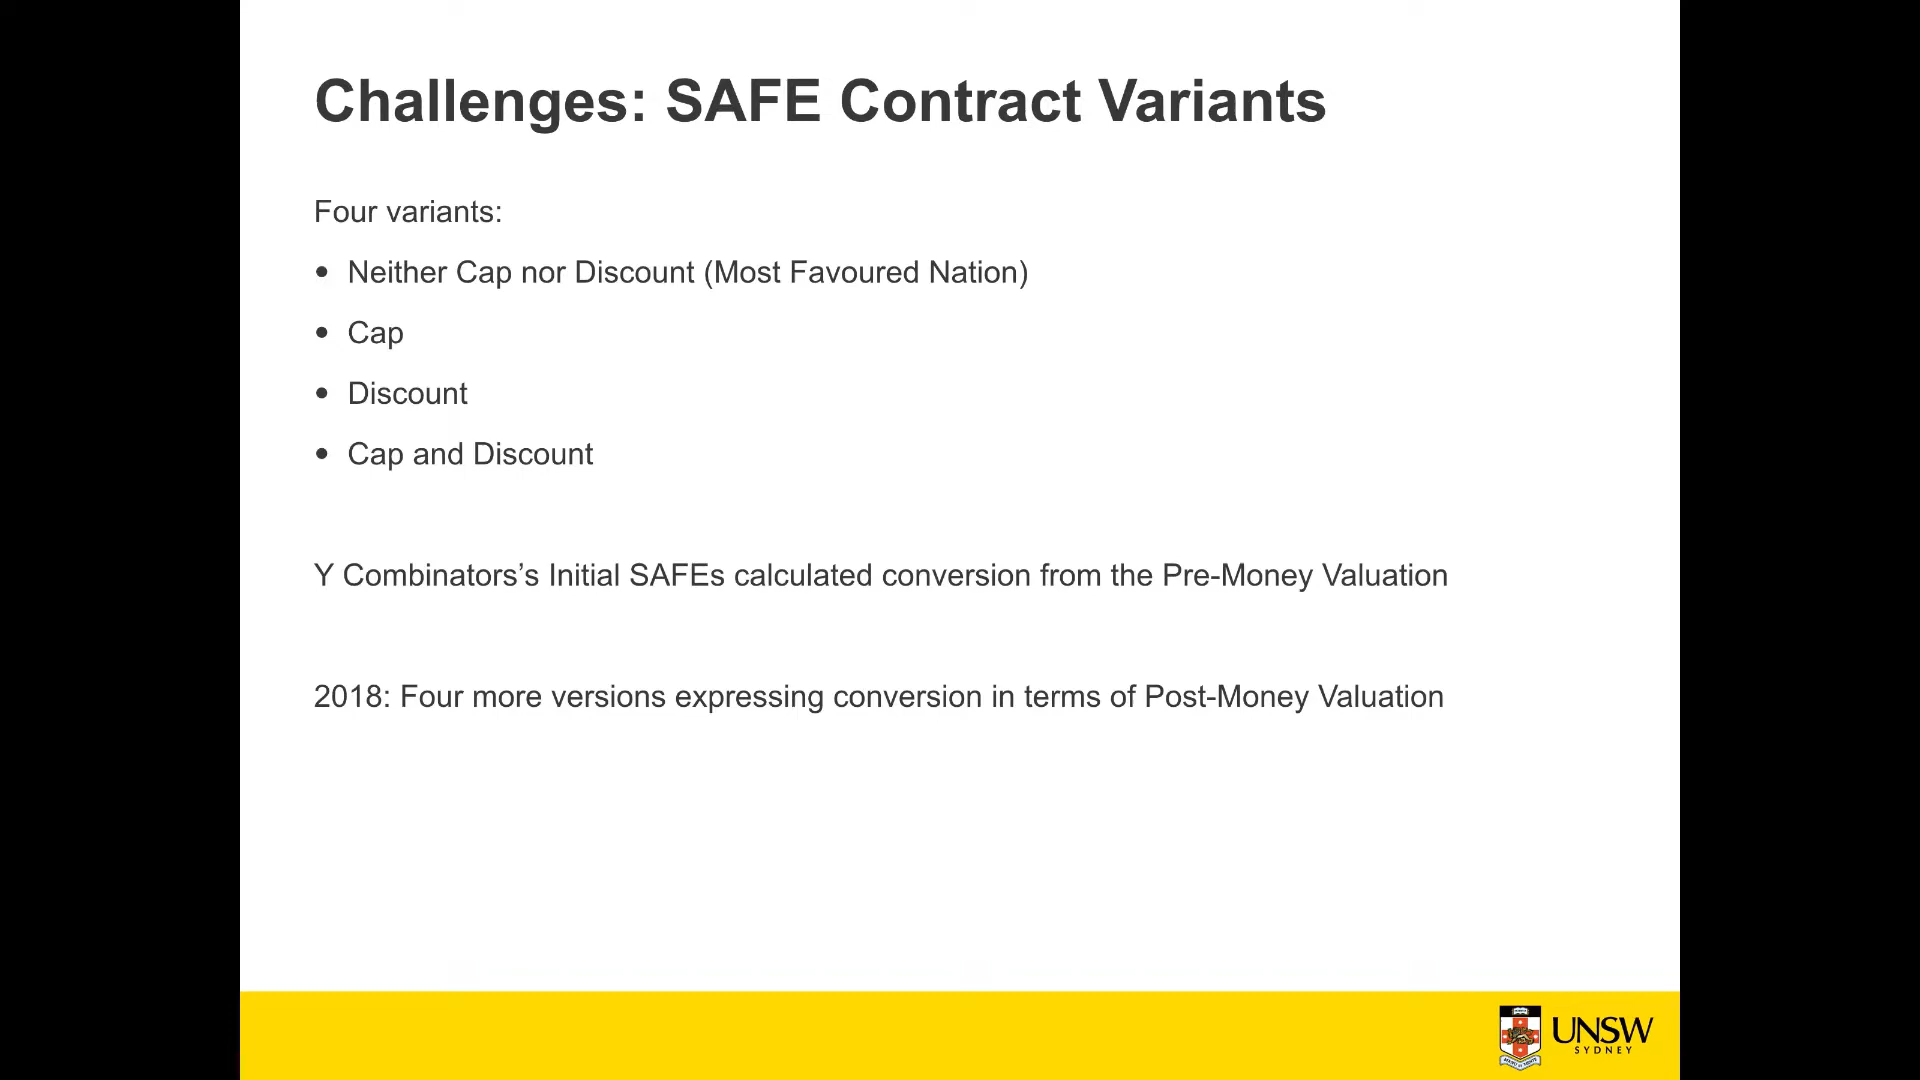 Challenges: SAFE Contract Variants
Four variants:
• Neither Cap nor Discount (Most Favoured Nation)
• Cap
• Discount
• Cap and Discount
Y Combinators’s Initial SAFEs calculated conversion from the Pre-Money Valuation
2018: Four more versions expressing conversion in terms of Post-Money Valuation
UNSW
SYDNEY